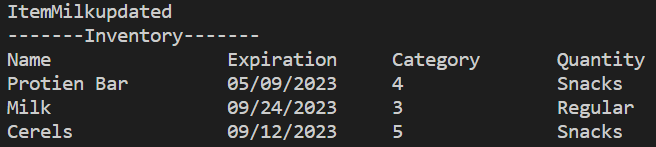 ItemMilkupdated
-------Inventory-------
Name Expiration Category Quantity
Protien Bar 05/09/2023 4 Snacks
Milk 09/24/2023 3 Regular
Cerels 09/12/2023 5 Snacks